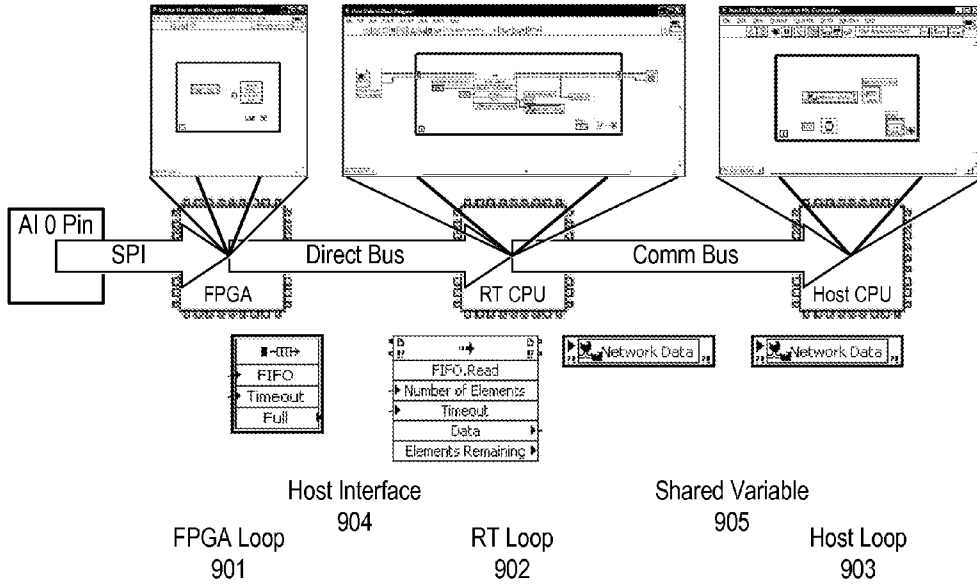 AI 0 Pin
SPI
Direct Bus
Comm Bus
FPGA
RT CPU
Host CPU
FIFO
Timeout
Full
FIFO.Read
Number of Elements
Timeout
Data
Elements Remaining
Network Data
Network Data
Host Interface
904
Shared Variable
905
FPGA Loop
901
RT Loop
902
Host Loop
903